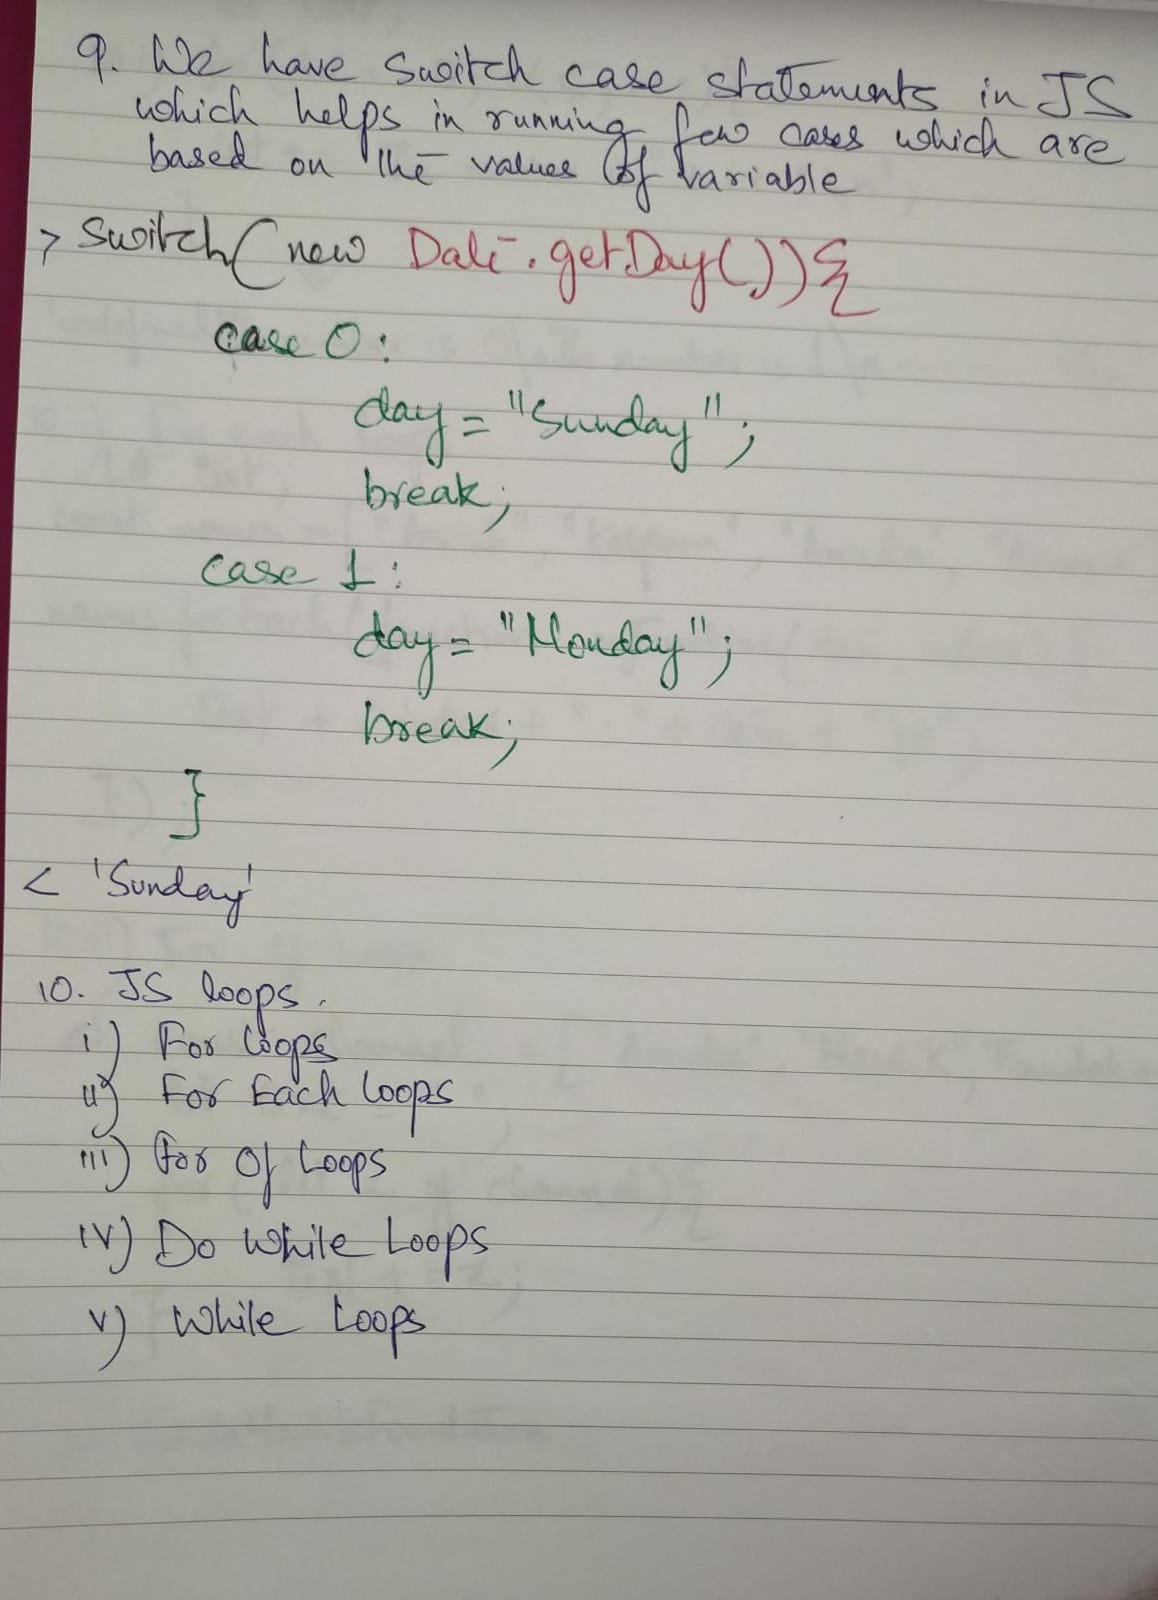 9. We have Switch case statements in JS
which helps in running few cases which are
based on the values of variable
> Switch(new Date.getDay()){
case 0:
day = "Sunday";
break;
case 1:
day = "Monday";
break;
}
< 'Sunday'
10. JS loops.
i) For loops
ii) For Each loops
iii) For Of Loops
iv) Do While Loops
v) While Loops